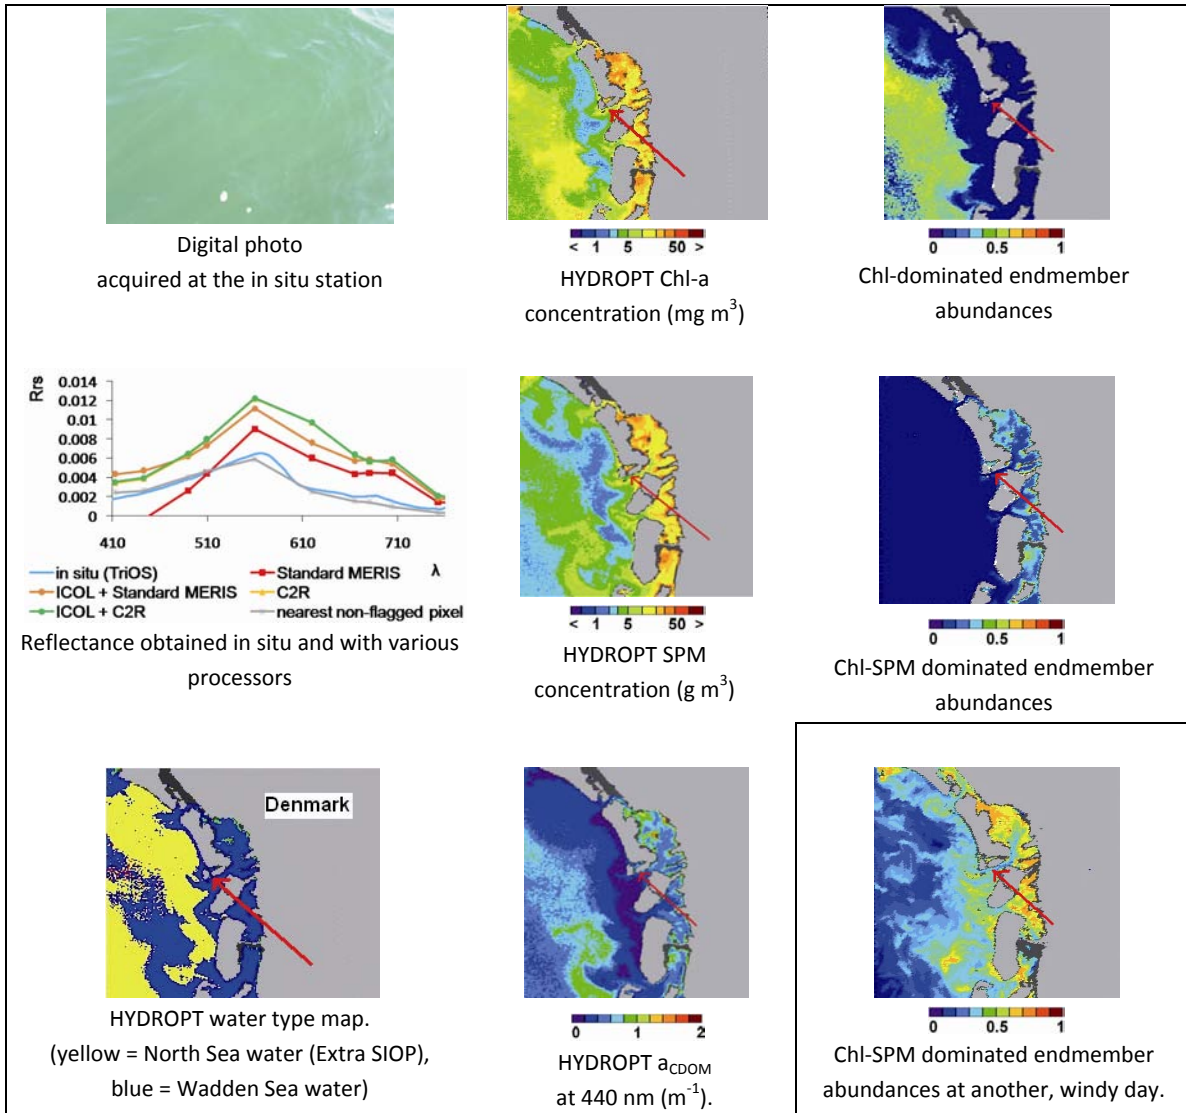 Digital photo
acquired at the in situ station
< 1 5 50 >
HYDROPT Chl-a
concentration (mg m³)
0 0.5 1
Chl-dominated endmember
abundances
Rrs
0.014
0.012
0.01
0.008
0.006
0.004
0.002
0
410 510 610 710
λ
in situ (TriOS)
Standard MERIS
ICOL + Standard MERIS
C2R
ICOL + C2R
nearest non-flagged pixel
Reflectance obtained in situ and with various
processors
< 1 5 50 >
HYDROPT SPM
concentration (g m³)
0 0.5 1
Chl-SPM dominated endmember
abundances
Denmark
HYDROPT water type map.
(yellow = North Sea water (Extra SIOP),
blue = Wadden Sea water)
0 1 2
HYDROPT aCDOM
at 440 nm (m⁻¹).
0 0.5 1
Chl-SPM dominated endmember
abundances at another, windy day.